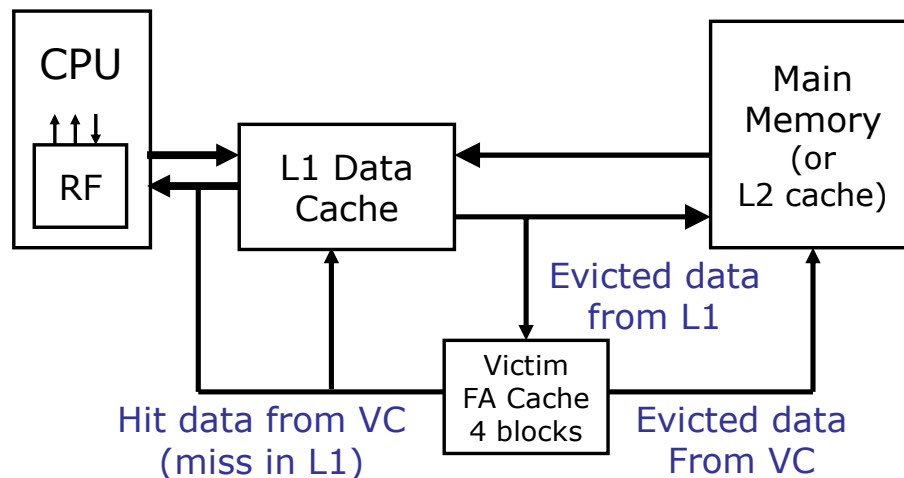 CPU
RF
L1 Data
Cache
Main
Memory
(or
L2 cache)
Evicted data
from L1
Victim
FA Cache
4 blocks
Hit data from VC
(miss in L1)
Evicted data
From VC